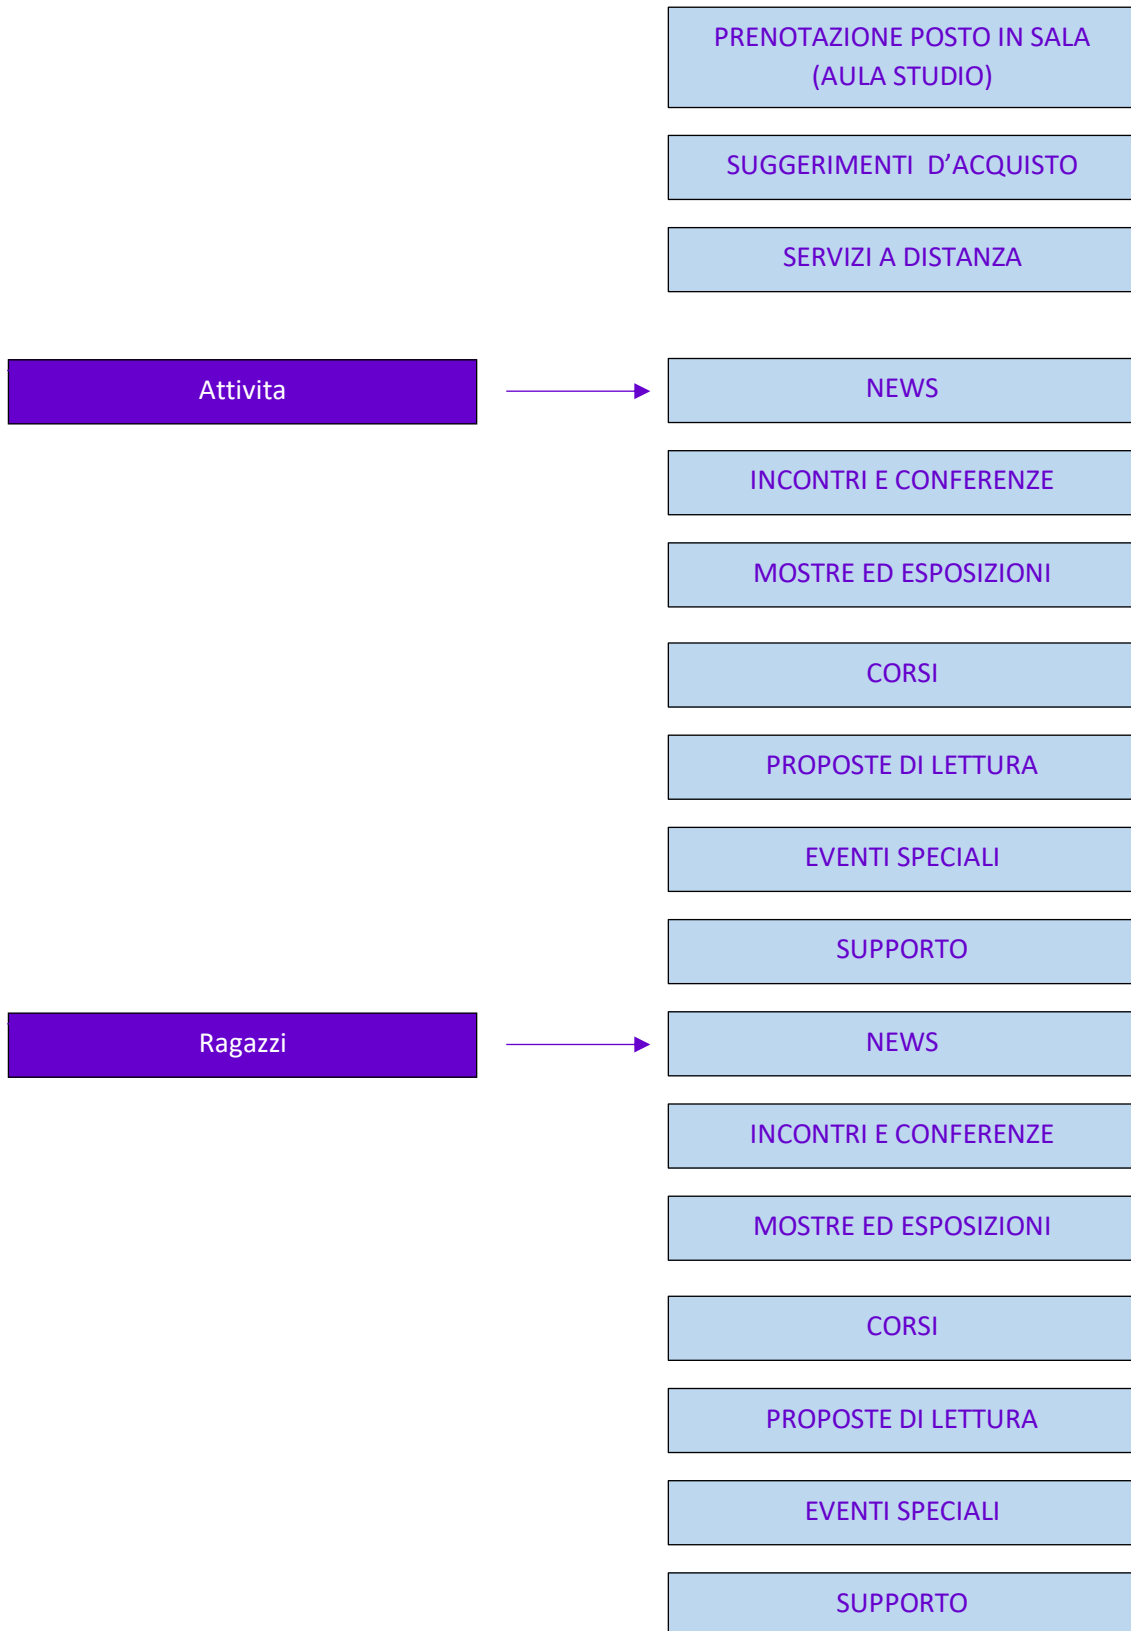 PRENOTAZIONE POSTO IN SALA
(AULA STUDIO)
SUGGERIMENTI  D’ACQUISTO
SERVIZI A DISTANZA
Attivita
NEWS
INCONTRI E CONFERENZE
MOSTRE ED ESPOSIZIONI
CORSI
PROPOSTE DI LETTURA
EVENTI SPECIALI
SUPPORTO
Ragazzi
NEWS
INCONTRI E CONFERENZE
MOSTRE ED ESPOSIZIONI
CORSI
PROPOSTE DI LETTURA
EVENTI SPECIALI
SUPPORTO